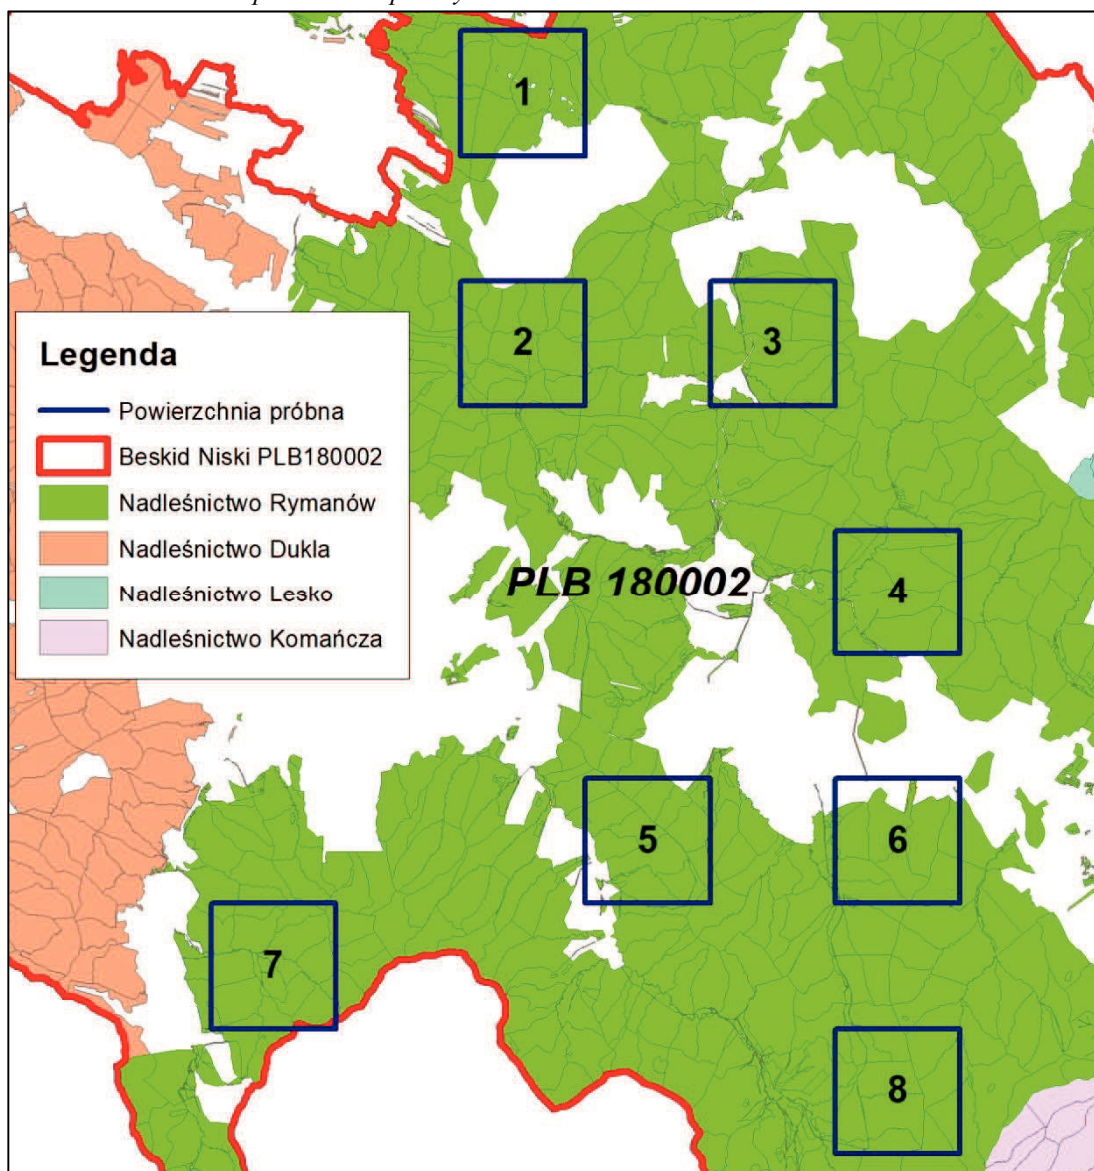 1
2
3
Legenda
Powierzchnia próbna
Beskid Niski PLB180002
Nadleśnictwo Rymanów
Nadleśnictwo Dukla
Nadleśnictwo Lesko
Nadleśnictwo Komańcza
PLB 180002
4
5
6
7
8